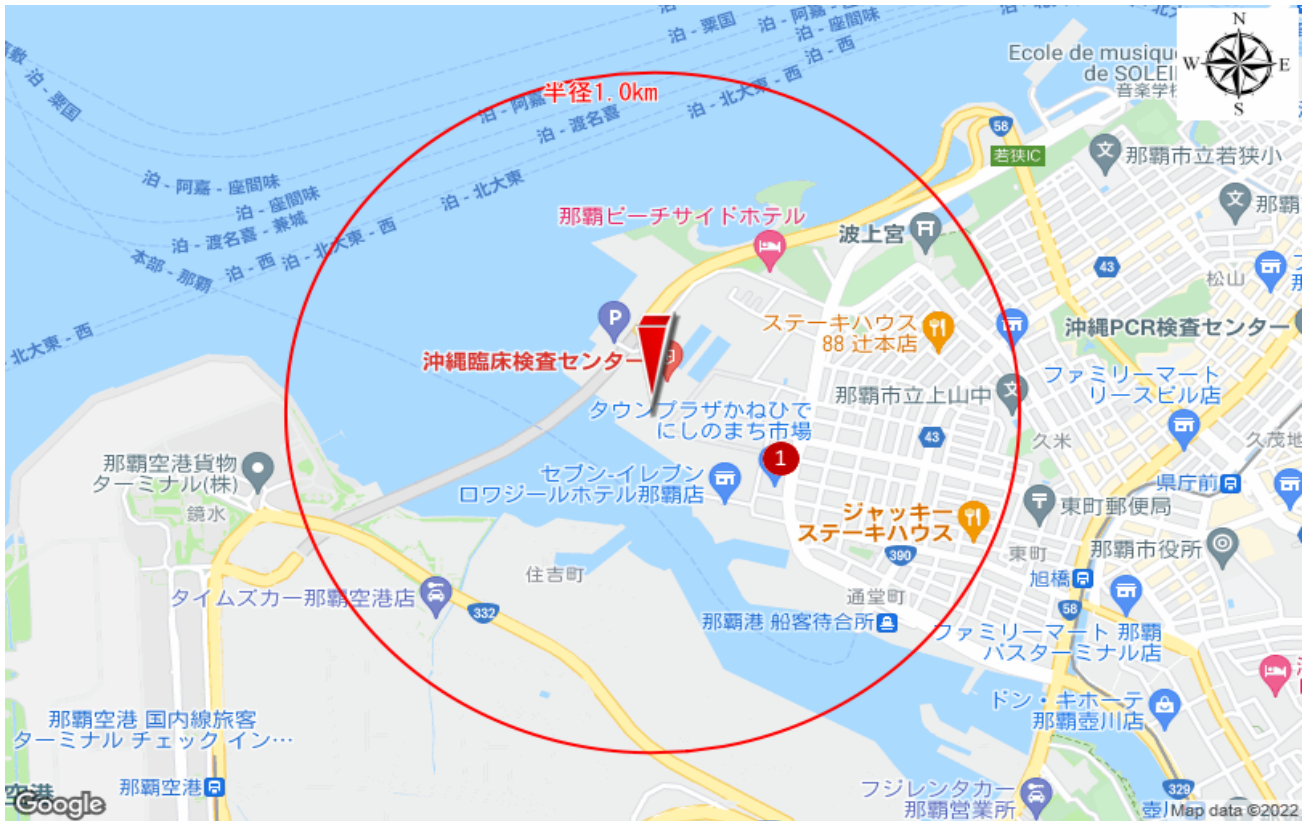 泊 - 阿嘉 -
泊 - 座間味
泊 - 粟国
泊 - 座間味
泊 - 西
N
W
E
S
Ecole de musique
de SOLEI
音楽学校
半径1.0km
泊 - 粟国
泊 - 阿嘉
泊 - 渡名喜
泊 - 北大東 - 西
58
若狭IC
那覇市立若狭小
泊 - 阿嘉 - 座間味
泊 - 座間味
泊 - 渡名喜 - 兼城
泊 - 西
泊 - 北大東 - 西
本部 - 那覇
泊 - 北大東
北大東 - 西
那覇
那覇ビーチサイドホテル
波上宮
43
松山
P
ステーキハウス
88 辻本店
沖縄PCR検査センター
沖縄臨床検査センター
那覇市立上山中
ファミリーマート
リースビル店
タウンプラザかねひで
にしのまち市場
43
久米
久茂地
1
那覇空港貨物
ターミナル(株)
鏡水
セブン-イレブン
ロワジールホテル那覇店
県庁前
東町郵便局
ジャッキー
ステーキハウス
東町
那覇市役所
390
住吉町
旭橋
タイムズカー那覇空港店
332
通堂町
58
那覇港 船客待合所
ファミリーマート 那覇
バスターミナル店
ドン・キホーテ
那覇壺川店
那覇空港 国内線旅客
ターミナル チェック イン…
那覇空港
空港
フジレンタカー
那覇営業所
329
壺川
Google
Map data ©2022